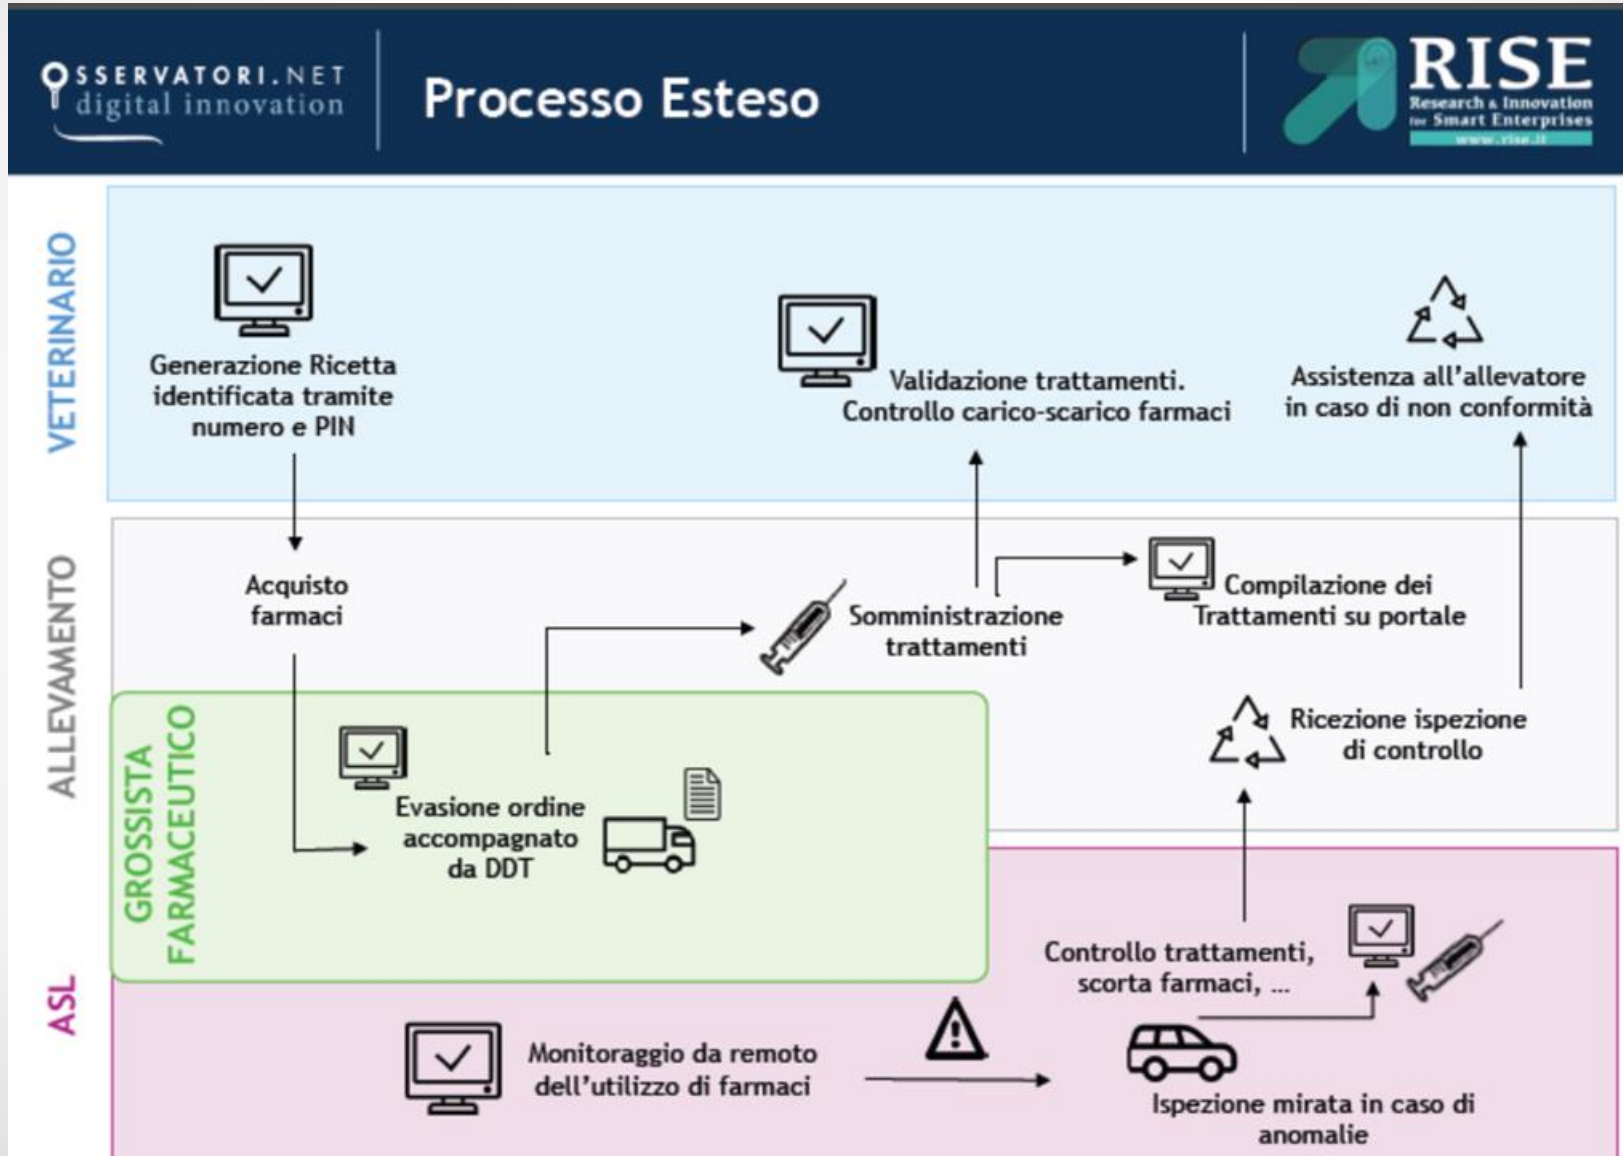 OSSERVATORI.NET
digital innovation
Processo Esteso
RISE
Research & Innovation
for Smart Enterprises
www.rise.it
VETERINARIO
Generazione Ricetta
identificata tramite
numero e PIN
Validazione trattamenti.
Controllo carico-scarico farmaci
Assistenza all'allevatore
in caso di non conformità
ALLEVAMENTO
Acquisto
farmaci
Somministrazione
trattamenti
Compilazione dei
Trattamenti su portale
Ricezione ispezione
di controllo
GROSSISTA
FARMACEUTICO
Evasione ordine
accompagnato
da DDT
ASL
Controllo trattamenti,
scorta farmaci, ...
Monitoraggio da remoto
dell'utilizzo di farmaci
Ispezione mirata in caso di
anomalie